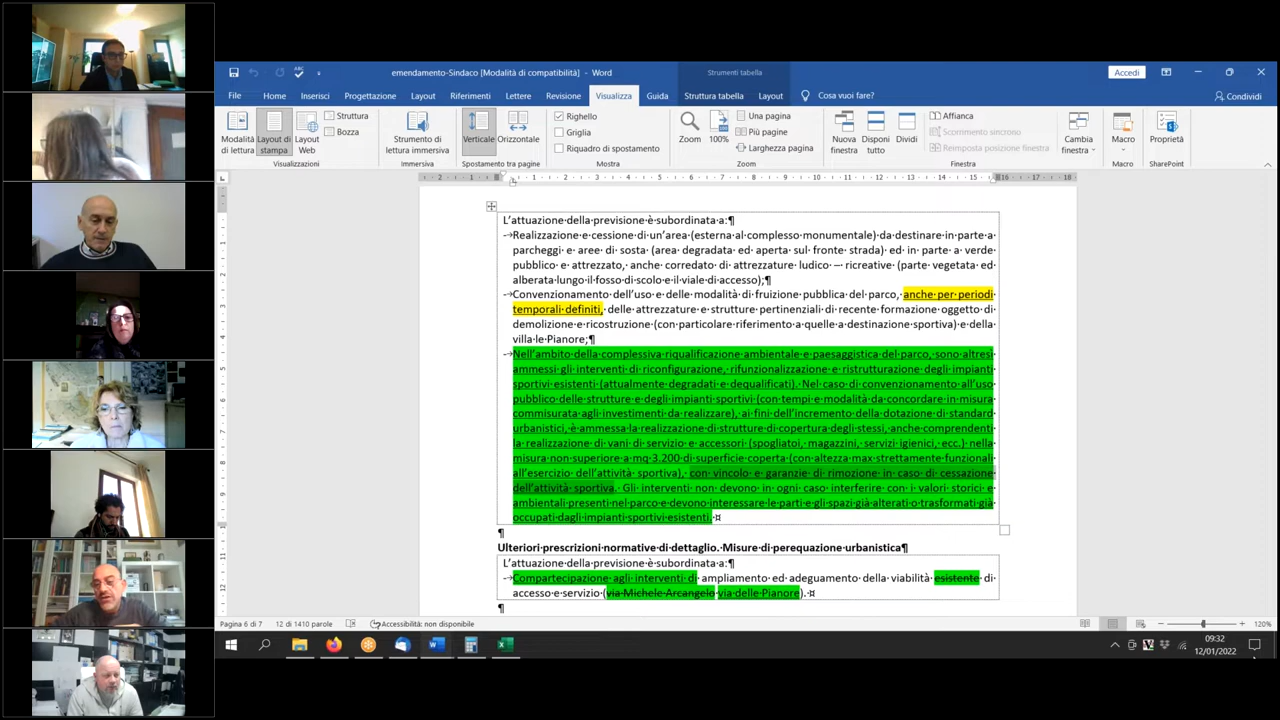 emendamento-Sindaco [Modalità di compatibilità] - Word
Strumenti tabella
Accedi
File Home Inserisci Progettazione Layout Riferimenti Lettere Revisione Visualizza Guida Struttura tabella Layout Cosa vuoi fare? Condividi
Modalità di lettura
Layout di stampa
Layout Web
Struttura
Bozza
Visualizzazioni
Strumento di lettura immersiva
Immersiva
Verticale
Orizzontale
Spostamento tra pagine
Righello
Griglia
Riquadro di spostamento
Mostra
Zoom
100%
Una pagina
Più pagine
Larghezza pagina
Zoom
Nuova finestra
Disponi tutto
Dividi
Affianca
Scorrimento sincrono
Reimposta posizione finestra
Finestra
Cambia finestra
Macro
Macro
Proprietà
SharePoint
L'attuazione della previsione è subordinata a:¶
Realizzazione e cessione di un'area (esterna al complesso monumentale) da destinare in parte a
parcheggi e aree di sosta (area degradata ed aperta sul fronte strada) ed in parte a verde
pubblico e attrezzato, anche corredato di attrezzature ludico – ricreative (parte vegetata ed
alberata lungo il fosso di scolo e il viale di accesso);¶
Convenzionamento dell'uso e delle modalità di fruizione pubblica del parco, anche per periodi
temporali definiti, delle attrezzature e strutture pertinenziali di recente formazione oggetto di
demolizione e ricostruzione (con particolare riferimento a quelle a destinazione sportiva) e della
villa le Pianore;¶
Nell'ambito della complessiva riqualificazione ambientale e paesaggistica del parco, sono altresì
ammessi gli interventi di riconfigurazione, rifunzionalizzazione e ristrutturazione degli impianti
sportivi esistenti (attualmente degradati e dequalificati). Nel caso di convenzionamento all'uso
pubblico delle strutture e degli impianti sportivi (con tempi e modalità da concordare in misura
commisurata agli investimenti da realizzare), ai fini dell'incremento della dotazione di standard
urbanistici, è ammessa la realizzazione di strutture di copertura degli stessi, anche comprendenti
la realizzazione di vani di servizio e accessori (spogliatoi, magazzini, servizi igienici, ecc.) nella
misura non superiore a mq 3.200 di superficie coperta (con altezza max strettamente funzionali
all'esercizio dell'attività sportiva), con vincolo e garanzie di rimozione in caso di cessazione
dell'attività sportiva. Gli interventi non devono in ogni caso interferire con i valori storici e
ambientali presenti nel parco e devono interessare le parti e gli spazi già alterati o trasformati già
occupati dagli impianti sportivi esistenti. ¤
¶
Ulteriori prescrizioni normative di dettaglio. Misure di perequazione urbanistica¶
L'attuazione della previsione è subordinata a:¶
Compartecipazione agli interventi di ampliamento ed adeguamento della viabilità esistente di
accesso e servizio (via Michele Arcangelo via delle Pianore). ¤
¶
Pagina 6 di 7 12 di 1410 parole Accessibilità: non disponibile 120%
09:32
12/01/2022